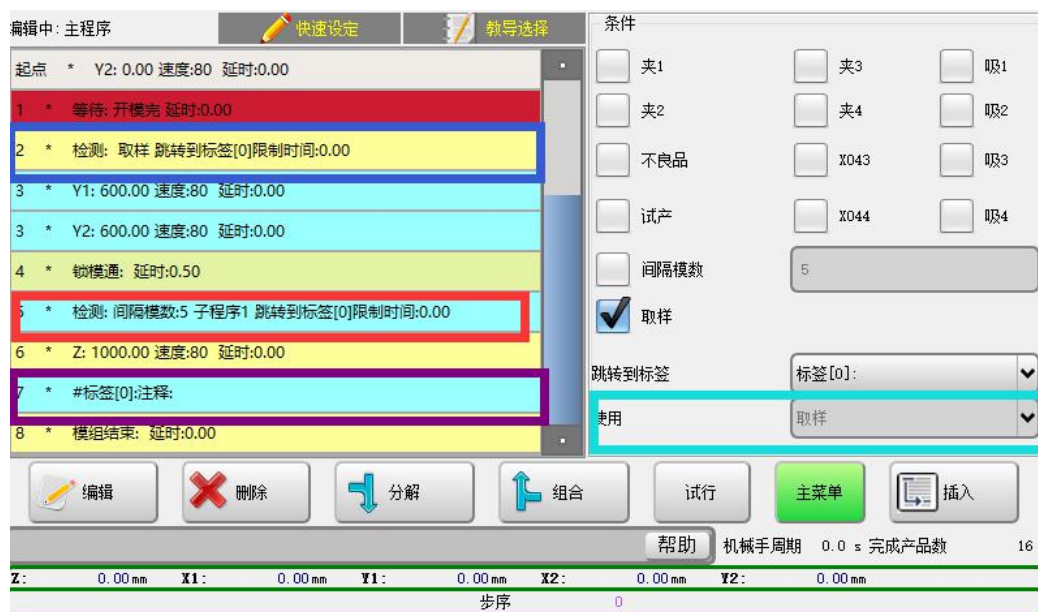 编辑中:主程序 快速设定 教导选择
起点 * Y2: 0.00 速度:80 延时:0.00
1 * 等待: 开模完 延时:0.00
2 * 检测: 取样 跳转到标签[0]限制时间:0.00
3 * Y1: 600.00 速度:80 延时:0.00
3 * Y2: 600.00 速度:80 延时:0.00
4 * 锁模通: 延时:0.50
5 * 检测: 间隔模数:5 子程序1 跳转到标签[0]限制时间:0.00
6 * Z: 1000.00 速度:80 延时:0.00
7 * #标签[0]:注释:
8 * 模组结束: 延时:0.00
条件
夹1 夹3 吸1
夹2 夹4 吸2
不良品 X043 吸3
试产 X044 吸4
间隔模数 5
取样
跳转到标签 标签[0]:
使用 取样
编辑 删除 分解 组合 试行 主菜单 插入
帮助 机械手周期 0.0 s 完成产品数 16
Z: 0.00mm X1: 0.00mm Y1: 0.00mm X2: 0.00mm Y2: 0.00mm
步序 0